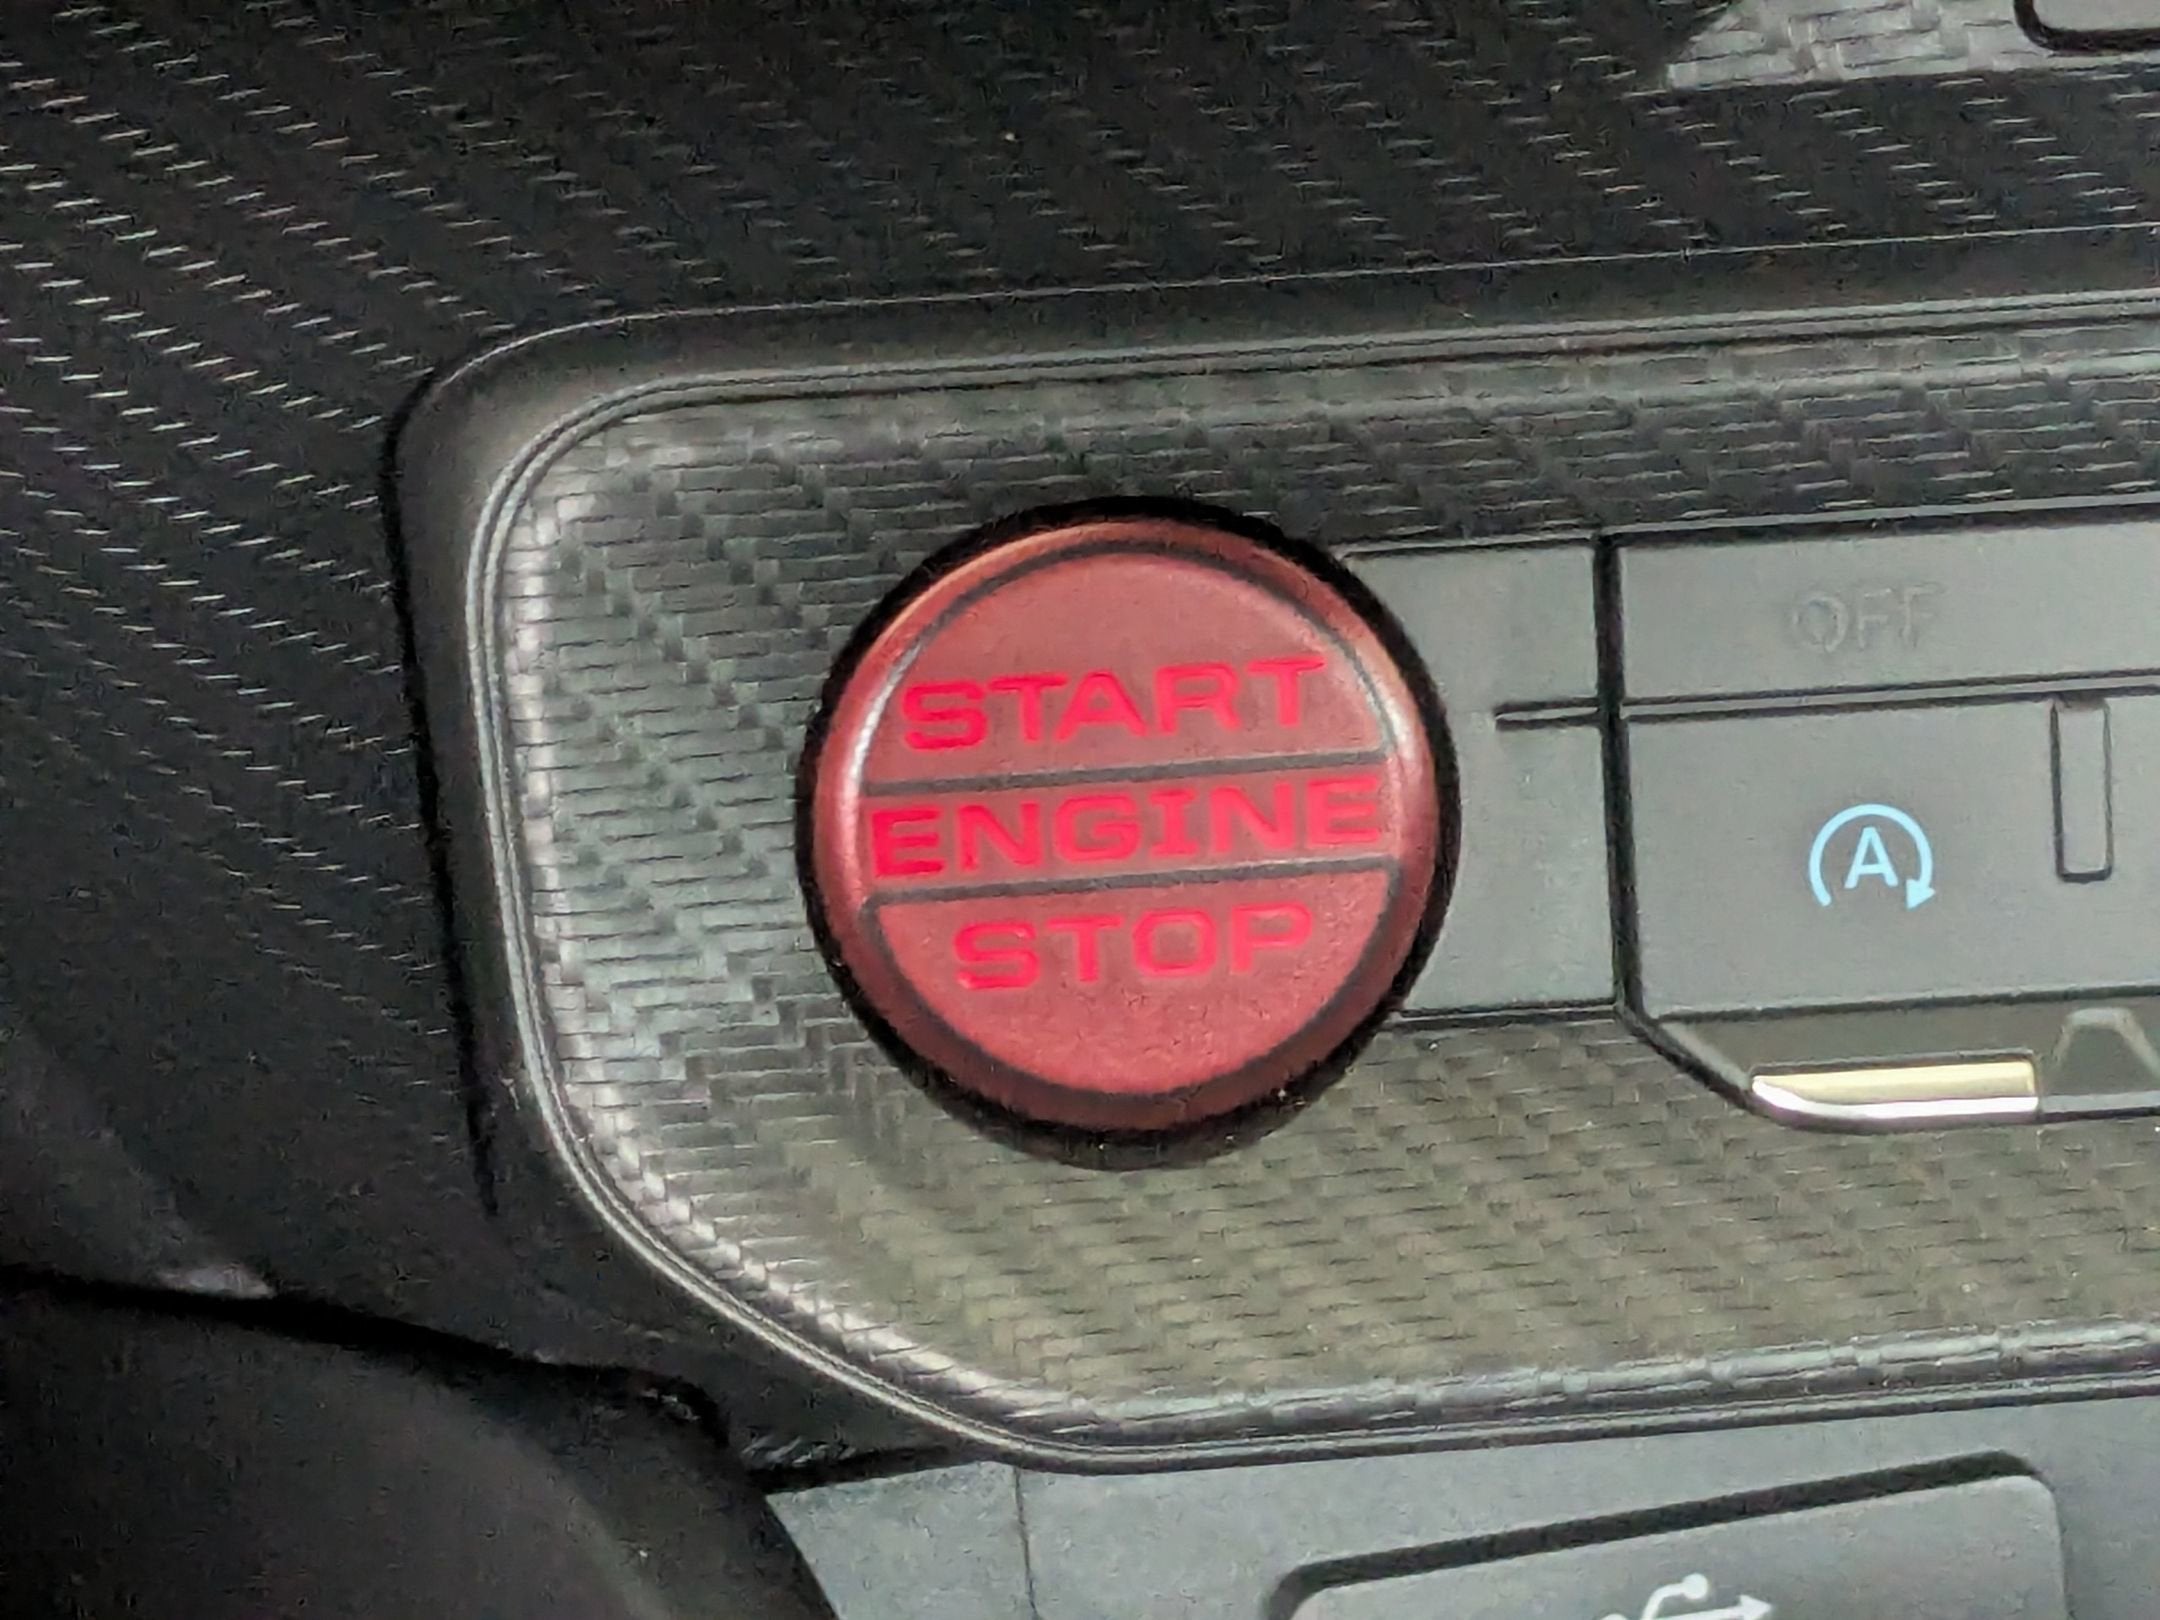 START
ENGINE
STOP
OFF
A